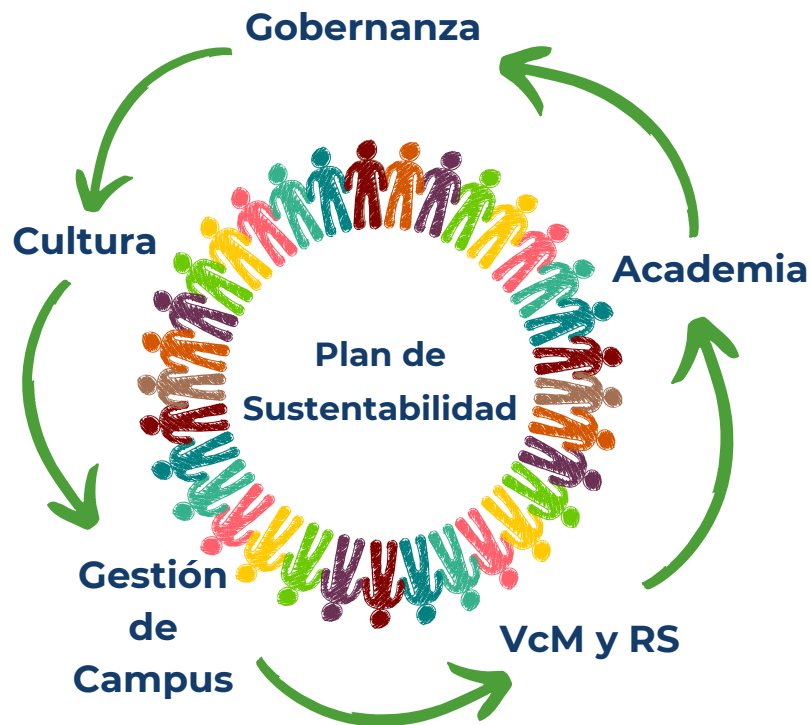 Gobernanza
Cultura
Academia
Plan de
Sustentabilidad
Gestión
de
Campus
VcM y RS